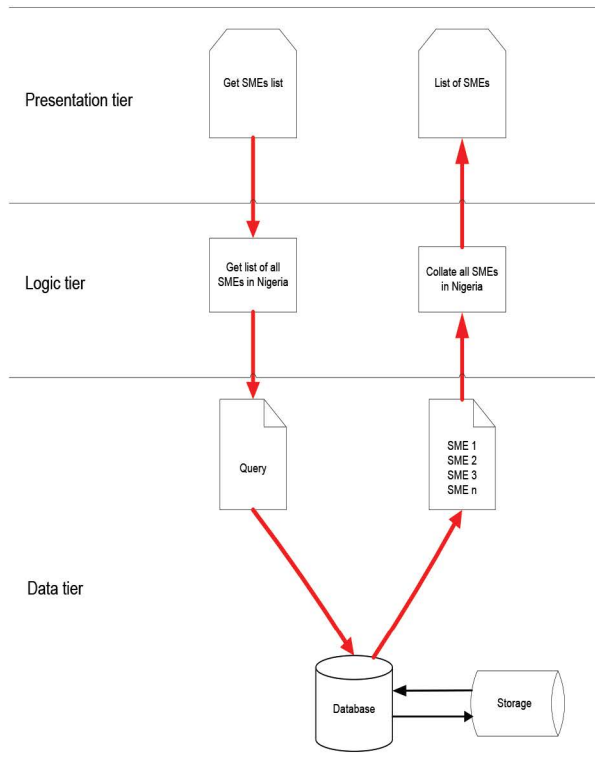 Presentation tier
Get SMEs list
List of SMEs
Logic tier
Get list of all
SMEs in Nigeria
Collate all SMEs
in Nigeria
Data tier
Query
SME 1
SME 2
SME 3
SME n
Database
Storage